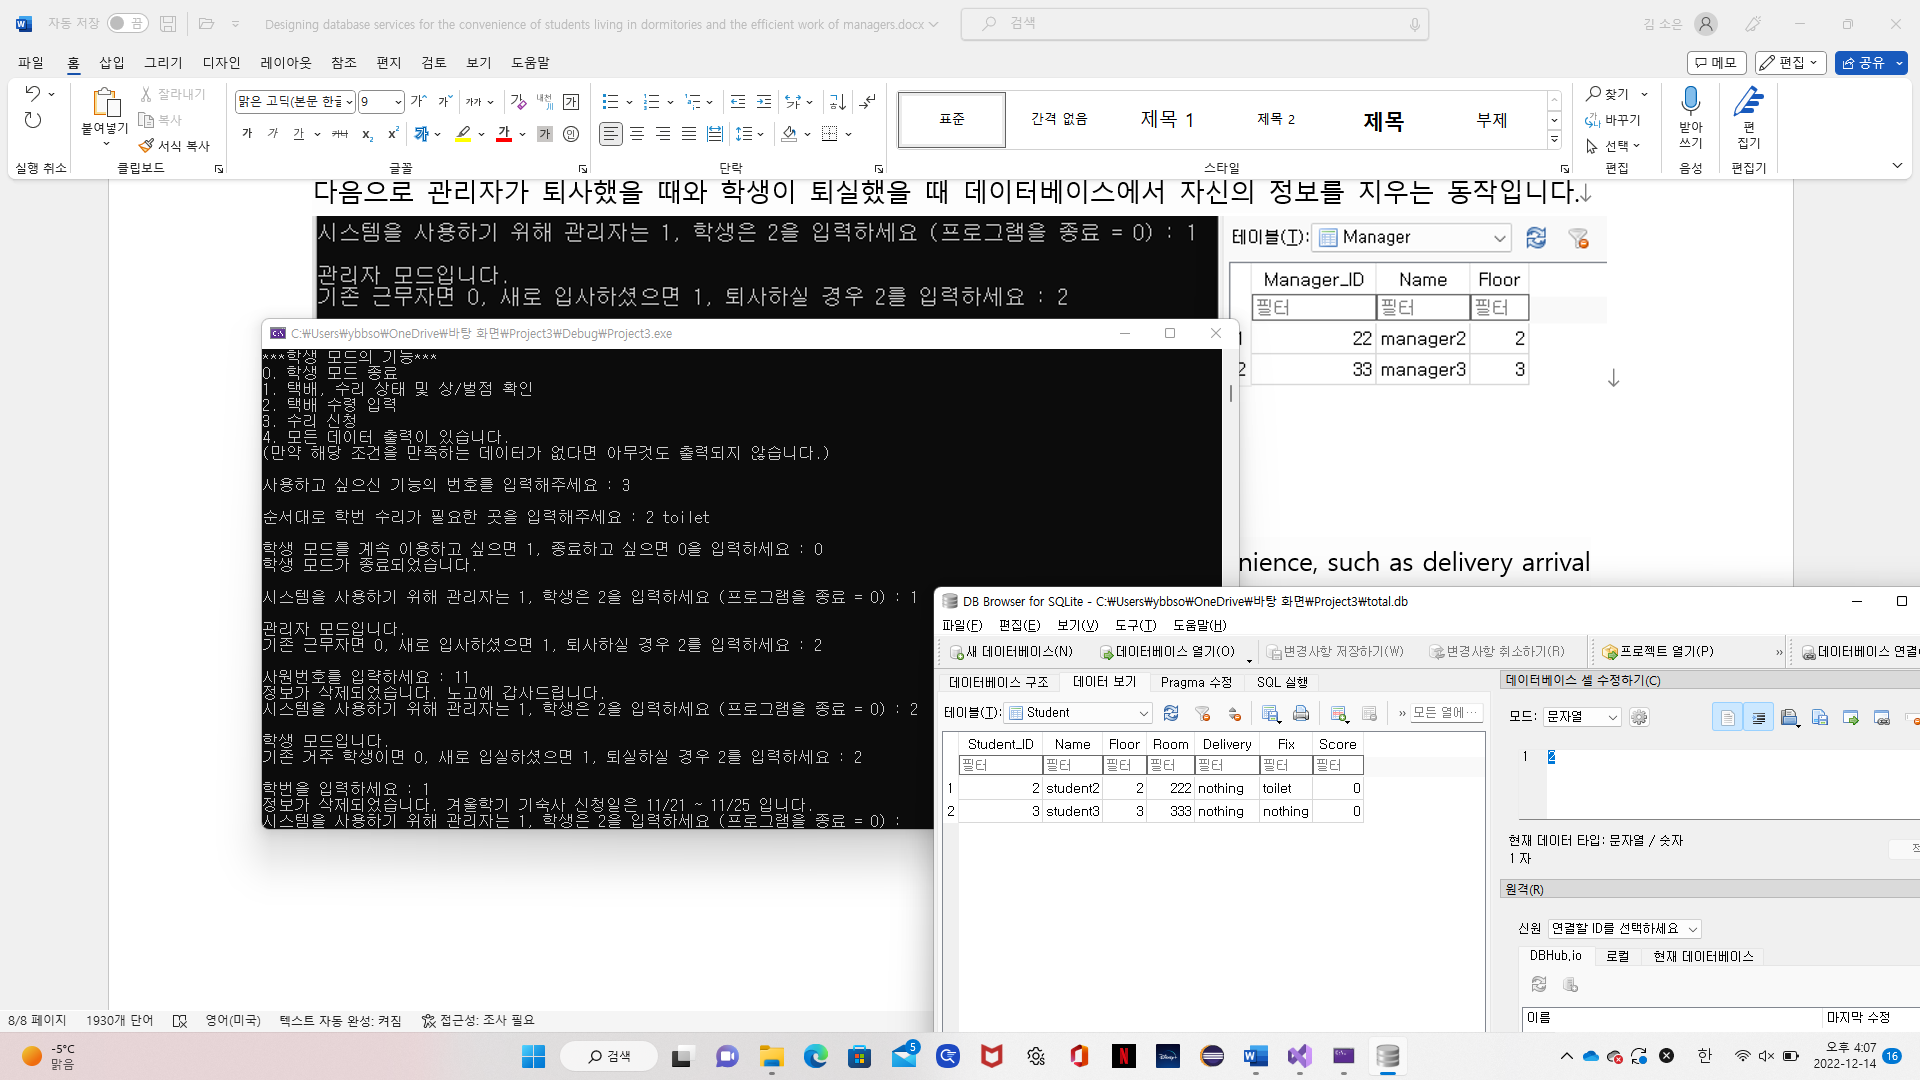 자동 저장
끔
Designing database services for the convenience of students living in dormitories and the efficient work of managers.docx
검색
김 소은
파일 홈 삽입 그리기 디자인 레이아웃 참조 편지 검토 보기 도움말
메모
편집
공유
붙여넣기
잘라내기
복사
서식 복사
맑은 고딕(본문 한글
9
표준
간격 없음
제목 1
제목 2
제목
부제
찾기
바꾸기
선택
받아
쓰기
편
집기
실행 취소
클립보드
글꼴
단락
스타일
편집
음성
편집기
다음으로 관리자가 퇴사했을 때와 학생이 퇴실했을 때 데이터베이스에서 자신의 정보를 지우는 동작입니다.↓
시스템을 사용하기 위해 관리자는 1, 학생은 2을 입력하세요 (프로그램을 종료 = 0) : 1
관리자 모드입니다.
기존 근무자면 0, 새로 입사하셨으면 1, 퇴사하실 경우 2를 입력하세요 : 2
테이블(T): Manager
Manager_ID Name Floor
필터 필터 필터
1 22 manager2 2
2 33 manager3 3
↓
C:₩Users₩ybbso₩OneDrive₩바탕 화면₩Project3₩Debug₩Project3.exe
***학생 모드의 기능***
0. 학생 모드 종료
1. 택배, 수리 상태 및 상/벌점 확인
2. 택배 수령 입력
3. 수리 신청
4. 모든 데이터 출력이 있습니다.
(만약 해당 조건을 만족하는 데이터가 없다면 아무것도 출력되지 않습니다.)
사용하고 싶으신 기능의 번호를 입력해주세요 : 3
순서대로 학번 수리가 필요한 곳을 입력해주세요 : 2 toilet
학생 모드를 계속 이용하고 싶으면 1, 종료하고 싶으면 0을 입력하세요 : 0
학생 모드가 종료되었습니다.
시스템을 사용하기 위해 관리자는 1, 학생은 2을 입력하세요 (프로그램을 종료 = 0) : 1
관리자 모드입니다.
기존 근무자면 0, 새로 입사하셨으면 1, 퇴사하실 경우 2를 입력하세요 : 2
사원번호를 입략하세요 : 11
정보가 삭제되었습니다. 노고에 감사드립니다.
시스템을 사용하기 위해 관리자는 1, 학생은 2을 입력하세요 (프로그램을 종료 = 0) : 2
학생 모드입니다.
기존 거주 학생이면 0, 새로 입실하셨으면 1, 퇴실하실 경우 2를 입력하세요 : 2
학번을 입력하세요 : 1
정보가 삭제되었습니다. 겨울학기 기숙사 신청일은 11/21 ~ 11/25 입니다.
시스템을 사용하기 위해 관리자는 1, 학생은 2을 입력하세요 (프로그램을 종료 = 0) :
nience, such as delivery arrival
DB Browser for SQLite - C:₩Users₩ybbso₩OneDrive₩바탕 화면₩Project3₩total.db
파일(F) 편집(E) 보기(V) 도구(T) 도움말(H)
새 데이터베이스(N) 데이터베이스 열기(O) 변경사항 저장하기(W) 변경사항 취소하기(R) 프로젝트 열기(P) » 데이터베이스 연결
데이터베이스 구조 데이터 보기 Pragma 수정 SQL 실행
테이블(T): Student » 모든 열에…
Student_ID Name Floor Room Delivery Fix Score
필터 필터 필터 필터 필터 필터 필터
1 2 student2 2 222 nothing toilet 0
2 3 student3 3 333 nothing nothing 0
데이터베이스 셀 수정하기(C)
모드: 문자열
1 2
현재 데이터 타입: 문자열 / 숫자
1 자
원격(R)
신원 연결할 ID를 선택하세요
DBHub.io 로컬 현재 데이터베이스
이름 마지막 수정
8/8 페이지 1930개 단어 영어(미국) 텍스트 자동 완성: 켜짐 접근성: 조사 필요
-5°C
맑음
검색
5
한
오후 4:07
2022-12-14
16